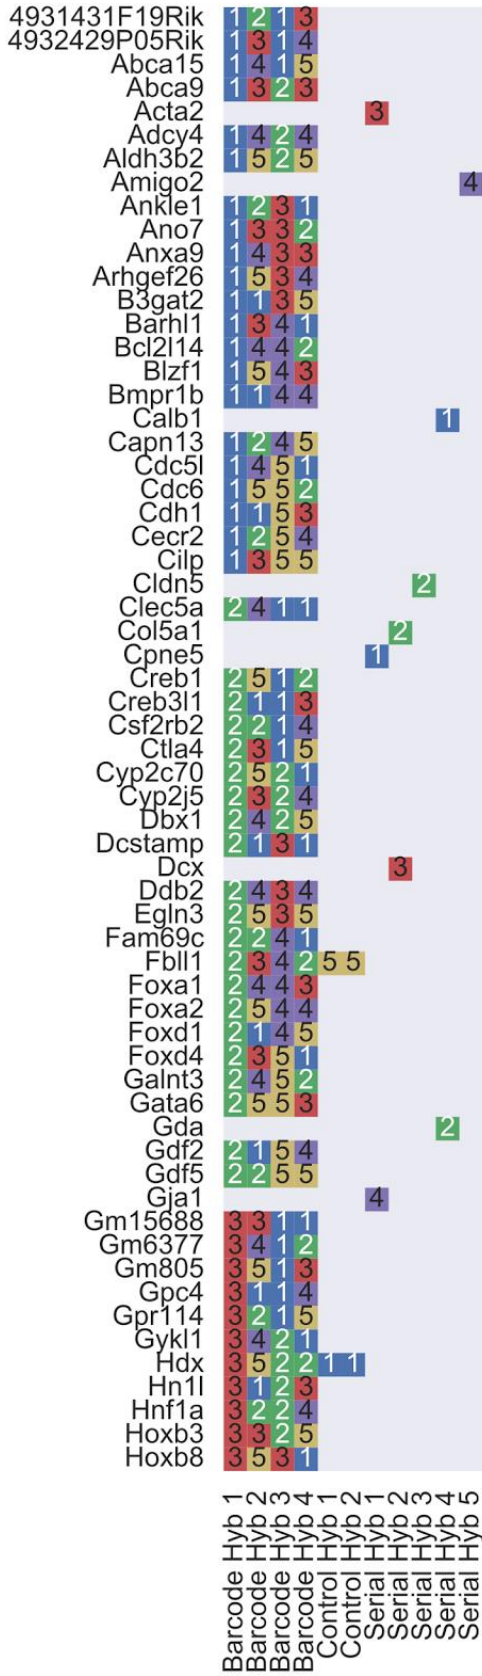 4931431F19Rik 1 2 1 3
4932429P05Rik 1 3 1 4
Abca15 1 4 1 5
Abca9 1 3 2 3
Acta2 3
Adcy4 1 4 2 4
Aldh3b2 1 5 2 5
Amigo2 4
Ankle1 1 2 3 1
Ano7 1 3 3 2
Anxa9 1 4 3 3
Arhgef26 1 5 3 4
B3gat2 1 1 3 5
Barhl1 1 3 4 1
Bcl2l14 1 4 4 2
Blzf1 1 5 4 3
Bmpr1b 1 1 4 4
Calb1 1
Capn13 1 2 4 5
Cdc5l 1 4 5 1
Cdc6 1 5 5 2
Cdh1 1 1 5 3
Cecr2 1 2 5 4
Cilp 1 3 5 5
Cldn5 2
Clec5a 2 4 1 1
Col5a1 2
Cpne5 1
Creb1 2 5 1 2
Creb3l1 2 1 1 3
Csf2rb2 2 2 1 4
Ctla4 2 3 1 5
Cyp2c70 2 5 2 1
Cyp2j5 2 3 2 4
Dbx1 2 4 2 5
Dcstamp 2 1 3 1
Dcx 3
Ddb2 2 4 3 4
Egln3 2 5 3 5
Fam69c 2 2 4 1
Fbll1 2 3 4 2 5 5
Foxa1 2 4 4 3
Foxa2 2 5 4 4
Foxd1 2 1 4 5
Foxd4 2 3 5 1
Galnt3 2 4 5 2
Gata6 2 5 5 3
Gda 2
Gdf2 2 1 5 4
Gdf5 2 2 5 5
Gja1 4
Gm15688 3 3 1 1
Gm6377 3 4 1 2
Gm805 3 5 1 3
Gpc4 3 1 1 4
Gpr114 3 2 1 5
Gykl1 3 4 2 1
Hdx 3 5 2 2 1 1
Hn1l 3 1 2 3
Hnf1a 3 2 2 4
Hoxb3 3 3 2 5
Hoxb8 3 5 3 1
Barcode Hyb 1
Barcode Hyb 2
Barcode Hyb 3
Barcode Hyb 4
Control Hyb 1
Control Hyb 2
Serial Hyb 1
Serial Hyb 2
Serial Hyb 3
Serial Hyb 4
Serial Hyb 5